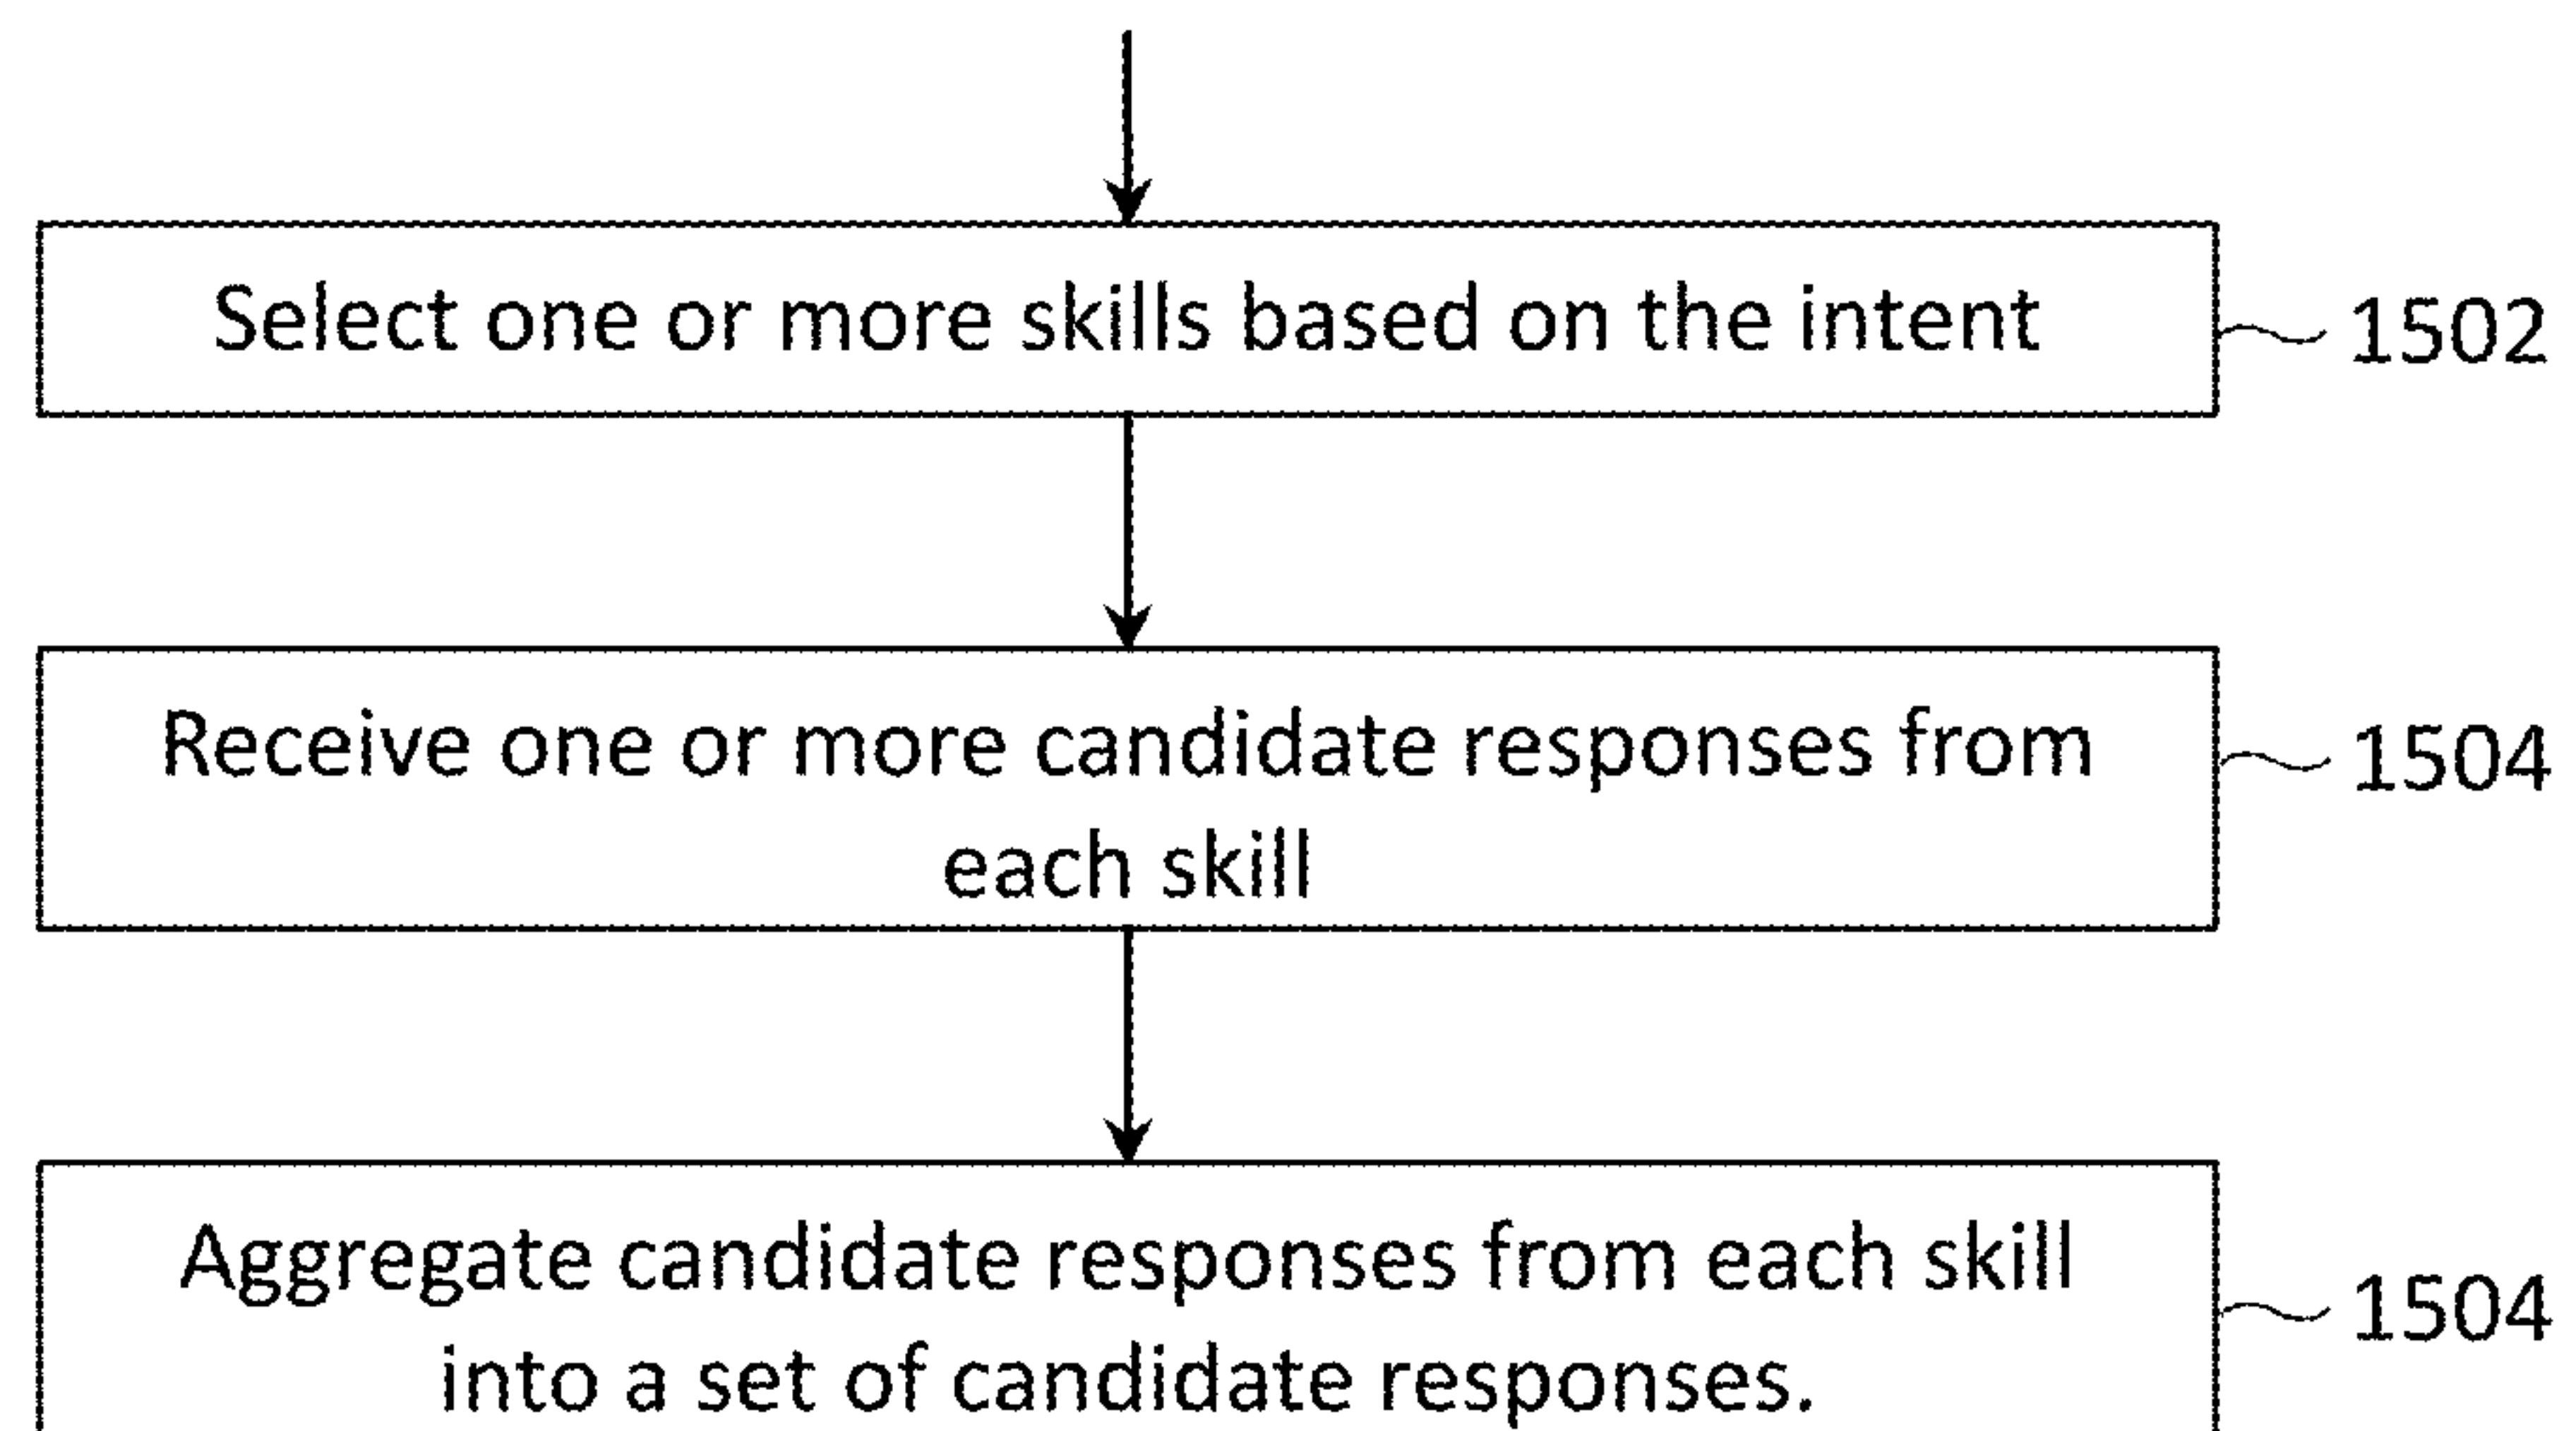 Select one or more skills based on the intent
1502
Receive one or more candidate responses from
each skill
1504
Aggregate candidate responses from each skill
into a set of candidate responses.
1504